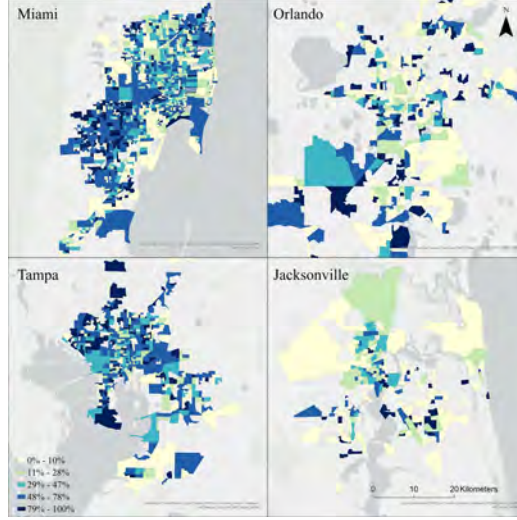 Miami
Orlando
N
Tampa
Jacksonville
0% - 10%
11% - 28%
29% - 47%
48% - 78%
79% - 100%
0 10 20 Kilometers